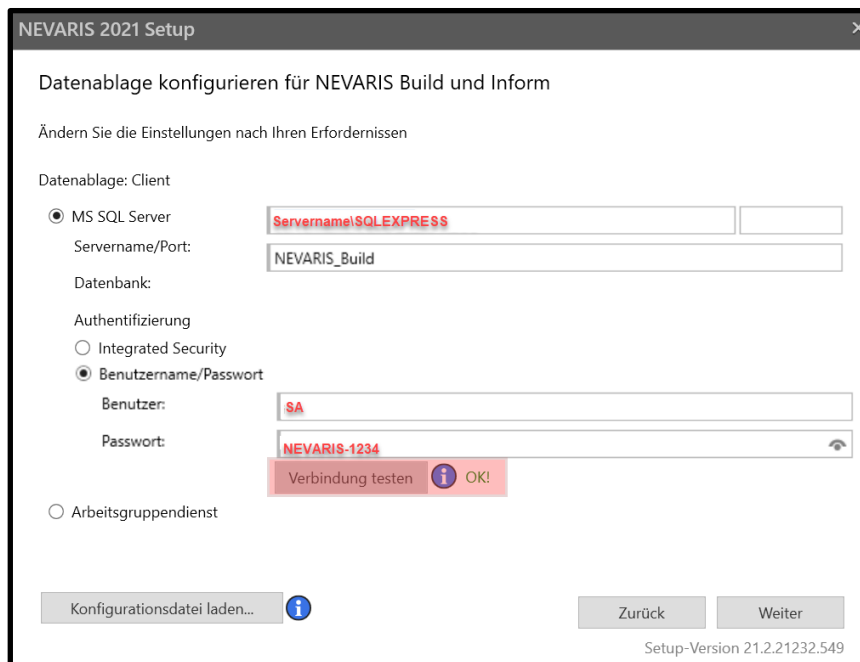 NEVARIS 2021 Setup
Datenablage konfigurieren für NEVARIS Build und Inform
Ändern Sie die Einstellungen nach Ihren Erfordernissen
Datenablage: Client
MS SQL Server
Servername\SQLEXPRESS
Servername/Port:
NEVARIS_Build
Datenbank:
Authentifizierung
Integrated Security
Benutzername/Passwort
Benutzer: SA
Passwort: NEVARIS-1234
Verbindung testen i OK!
Arbeitsgruppendienst
Konfigurationsdatei laden... i Zurück Weiter
Setup-Version 21.2.21232.549